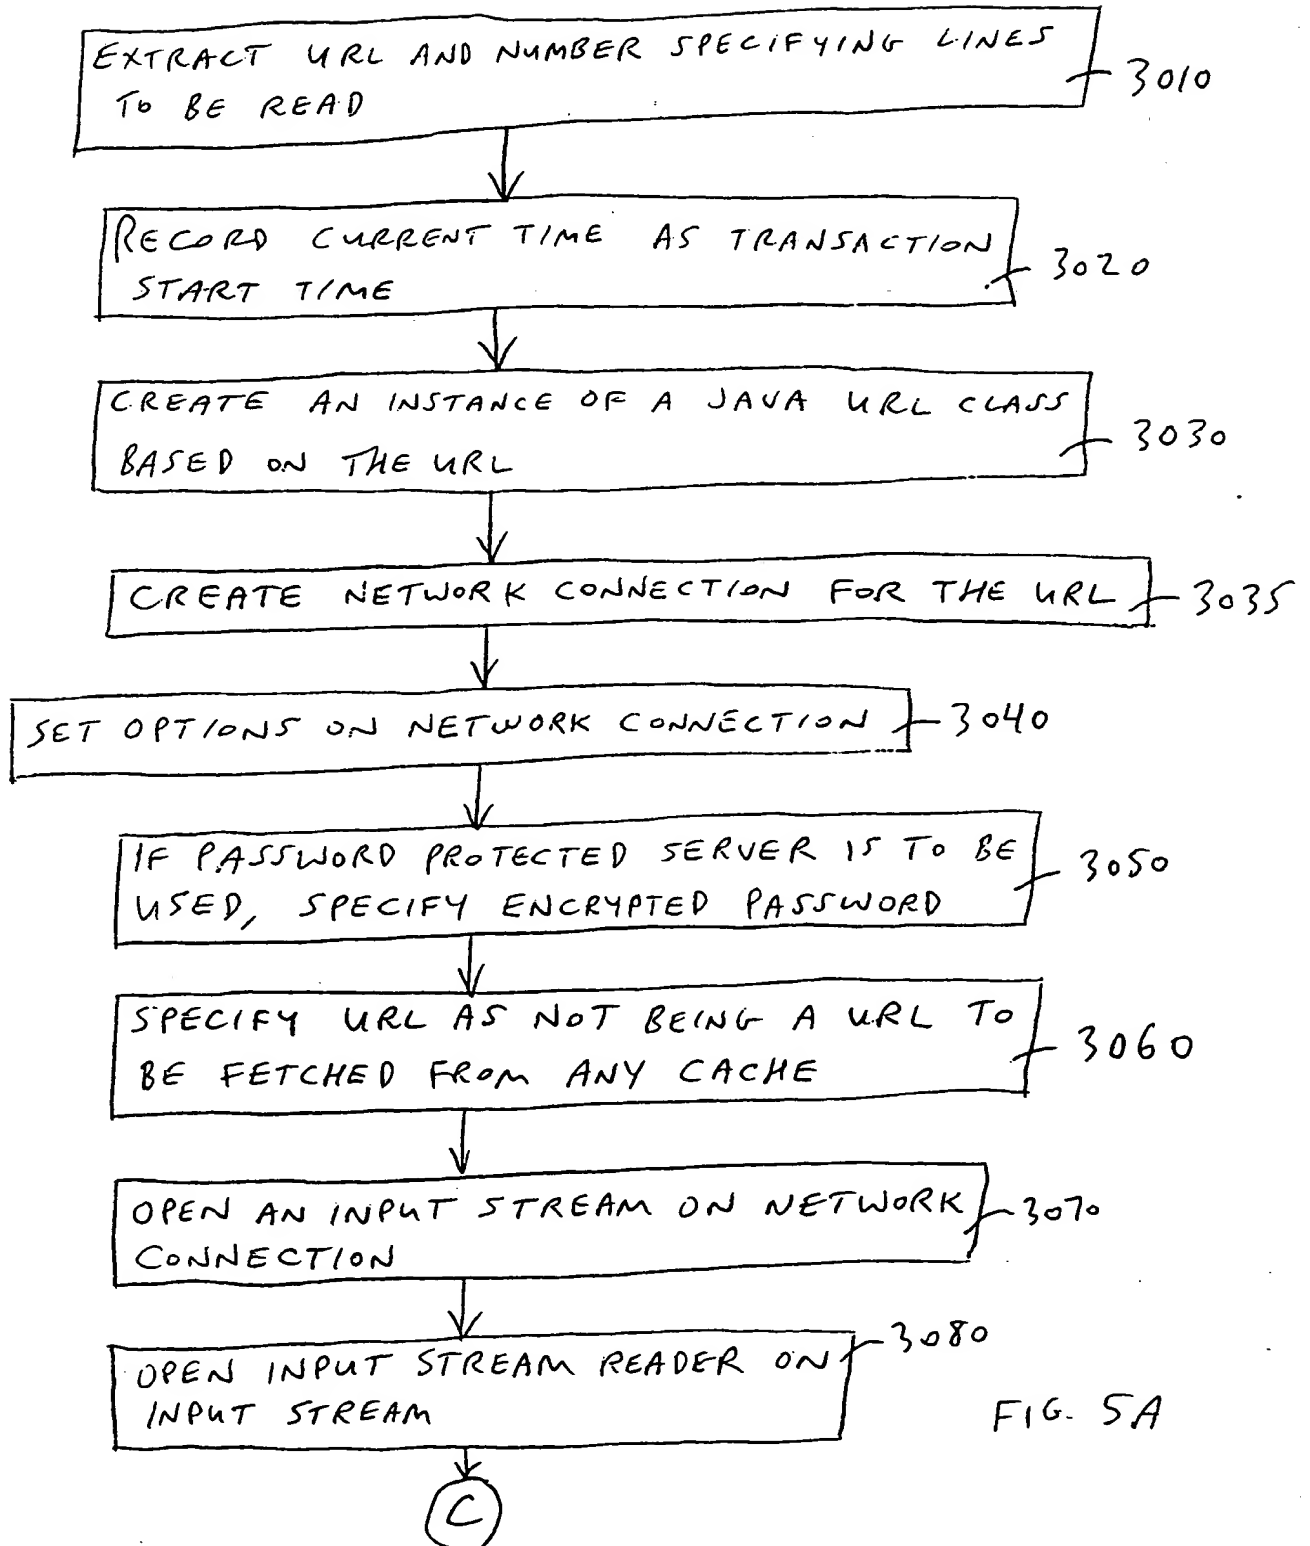 EXTRACT URL AND NUMBER SPECIFYING LINES
TO BE READ
3010
RECORD CURRENT TIME AS TRANSACTION
START TIME
3020
CREATE AN INSTANCE OF A JAVA URL CLASS
BASED ON THE URL
3030
CREATE NETWORK CONNECTION FOR THE URL
3035
SET OPTIONS ON NETWORK CONNECTION
3040
IF PASSWORD PROTECTED SERVER IS TO BE
USED, SPECIFY ENCRYPTED PASSWORD
3050
SPECIFY URL AS NOT BEING A URL TO
BE FETCHED FROM ANY CACHE
3060
OPEN AN INPUT STREAM ON NETWORK
CONNECTION
3070
OPEN INPUT STREAM READER ON
INPUT STREAM
3080
FIG. 5A
C